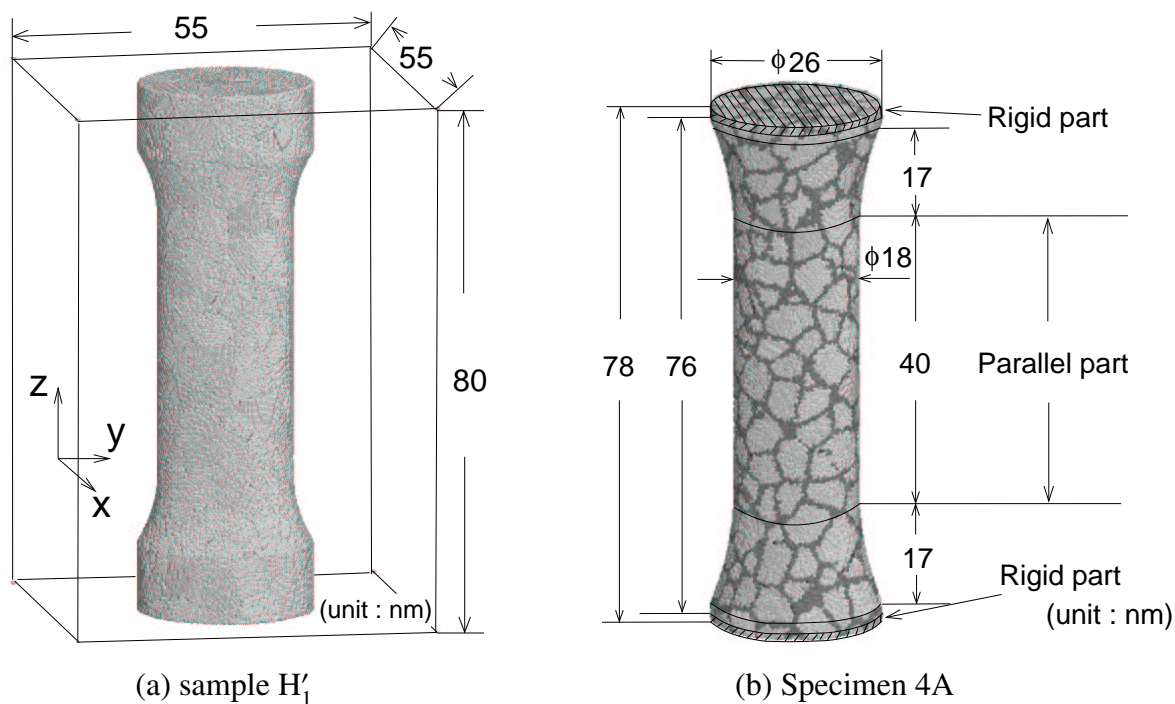 55
55
80
z
y
x
(unit : nm)
(a) sample H′₁
ϕ26
Rigid part
17
ϕ18
78
76
40
Parallel part
17
Rigid part
(unit : nm)
(b) Specimen 4A